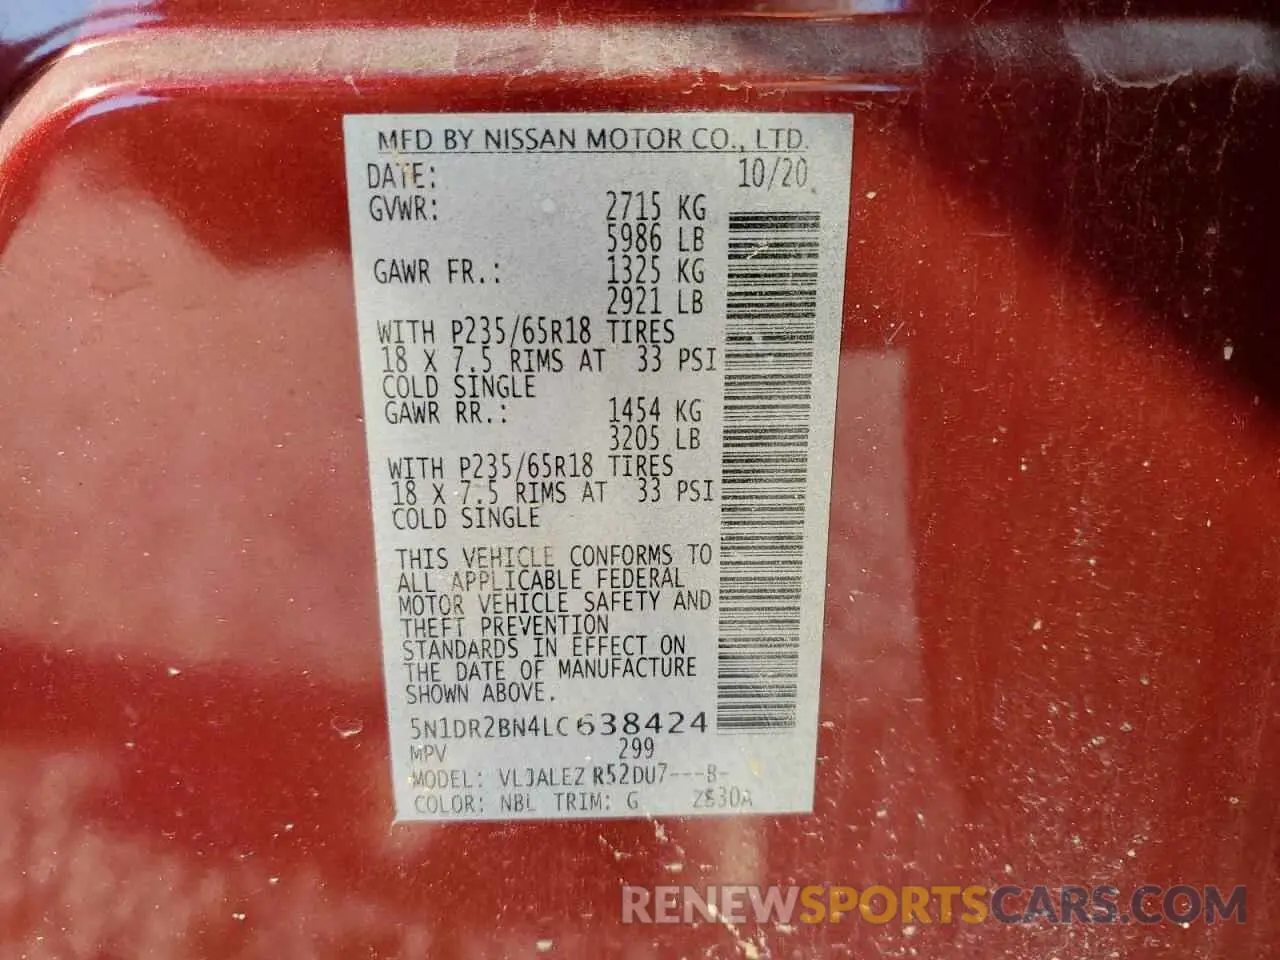 MFD BY NISSAN MOTOR CO., LTD.
DATE: 10/20
GVWR: 2715 KG
5986 LB
GAWR FR.: 1325 KG
2921 LB
WITH P235/65R18 TIRES
18 X 7.5 RIMS AT 33 PSI
COLD SINGLE
GAWR RR.: 1454 KG
3205 LB
WITH P235/65R18 TIRES
18 X 7.5 RIMS AT 33 PSI
COLD SINGLE
THIS VEHICLE CONFORMS TO
ALL APPLICABLE FEDERAL
MOTOR VEHICLE SAFETY AND
THEFT PREVENTION
STANDARDS IN EFFECT ON
THE DATE OF MANUFACTURE
SHOWN ABOVE.
5N1DR2BN4LC638424
MPV 299
MODEL: R52DU7---B-
COLOR: NBL TRIM: G
RENEWSPORTSCARS.COM